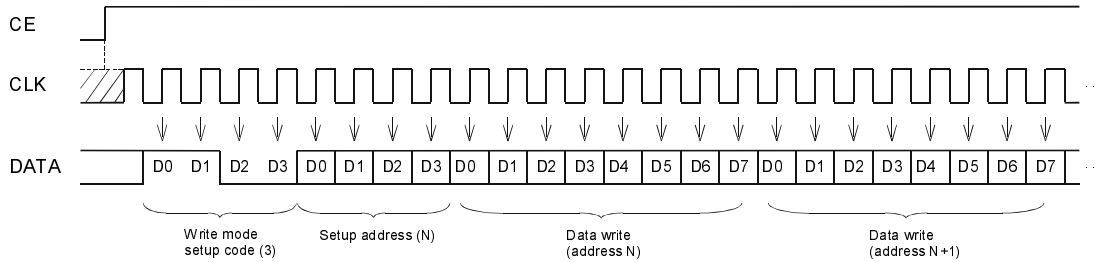 CE
CLK
DATA D0 D1 D2 D3 D0 D1 D2 D3 D0 D1 D2 D3 D4 D5 D6 D7 D0 D1 D2 D3 D4 D5 D6 D7
Write mode
setup code (3)
Setup address (N)
Data write
(address N)
Data write
(address N+1)